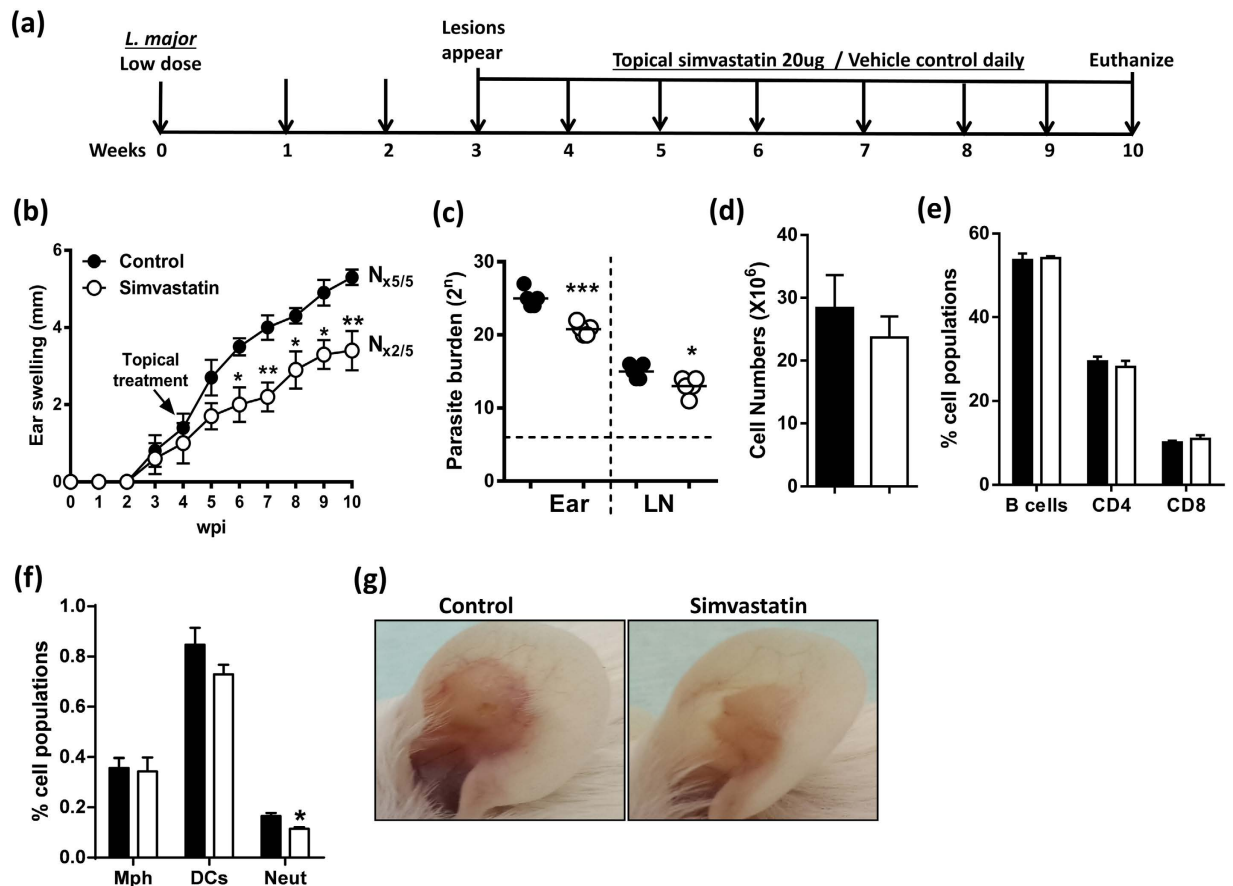 (a)
L. major
Low dose
Lesions
appear
Topical simvastatin 20ug / Vehicle control daily
Euthanize
Weeks 0 1 2 3 4 5 6 7 8 9 10
(b)
Ear swelling (mm)
6
4
2
0
Control
Simvastatin
Topical
treatment
* ** * * **
Nx5/5
Nx2/5
0 1 2 3 4 5 6 7 8 9 10
wpi
(c)
Parasite burden (2ⁿ)
30
20
10
0
***
*
Ear LN
(d)
Cell Numbers (X10⁶)
40
30
20
10
0
(e)
% cell populations
60
40
20
0
B cells CD4 CD8
(f)
% cell populations
1.0
0.8
0.6
0.4
0.2
0.0
*
Mph DCs Neut
(g)
Control Simvastatin